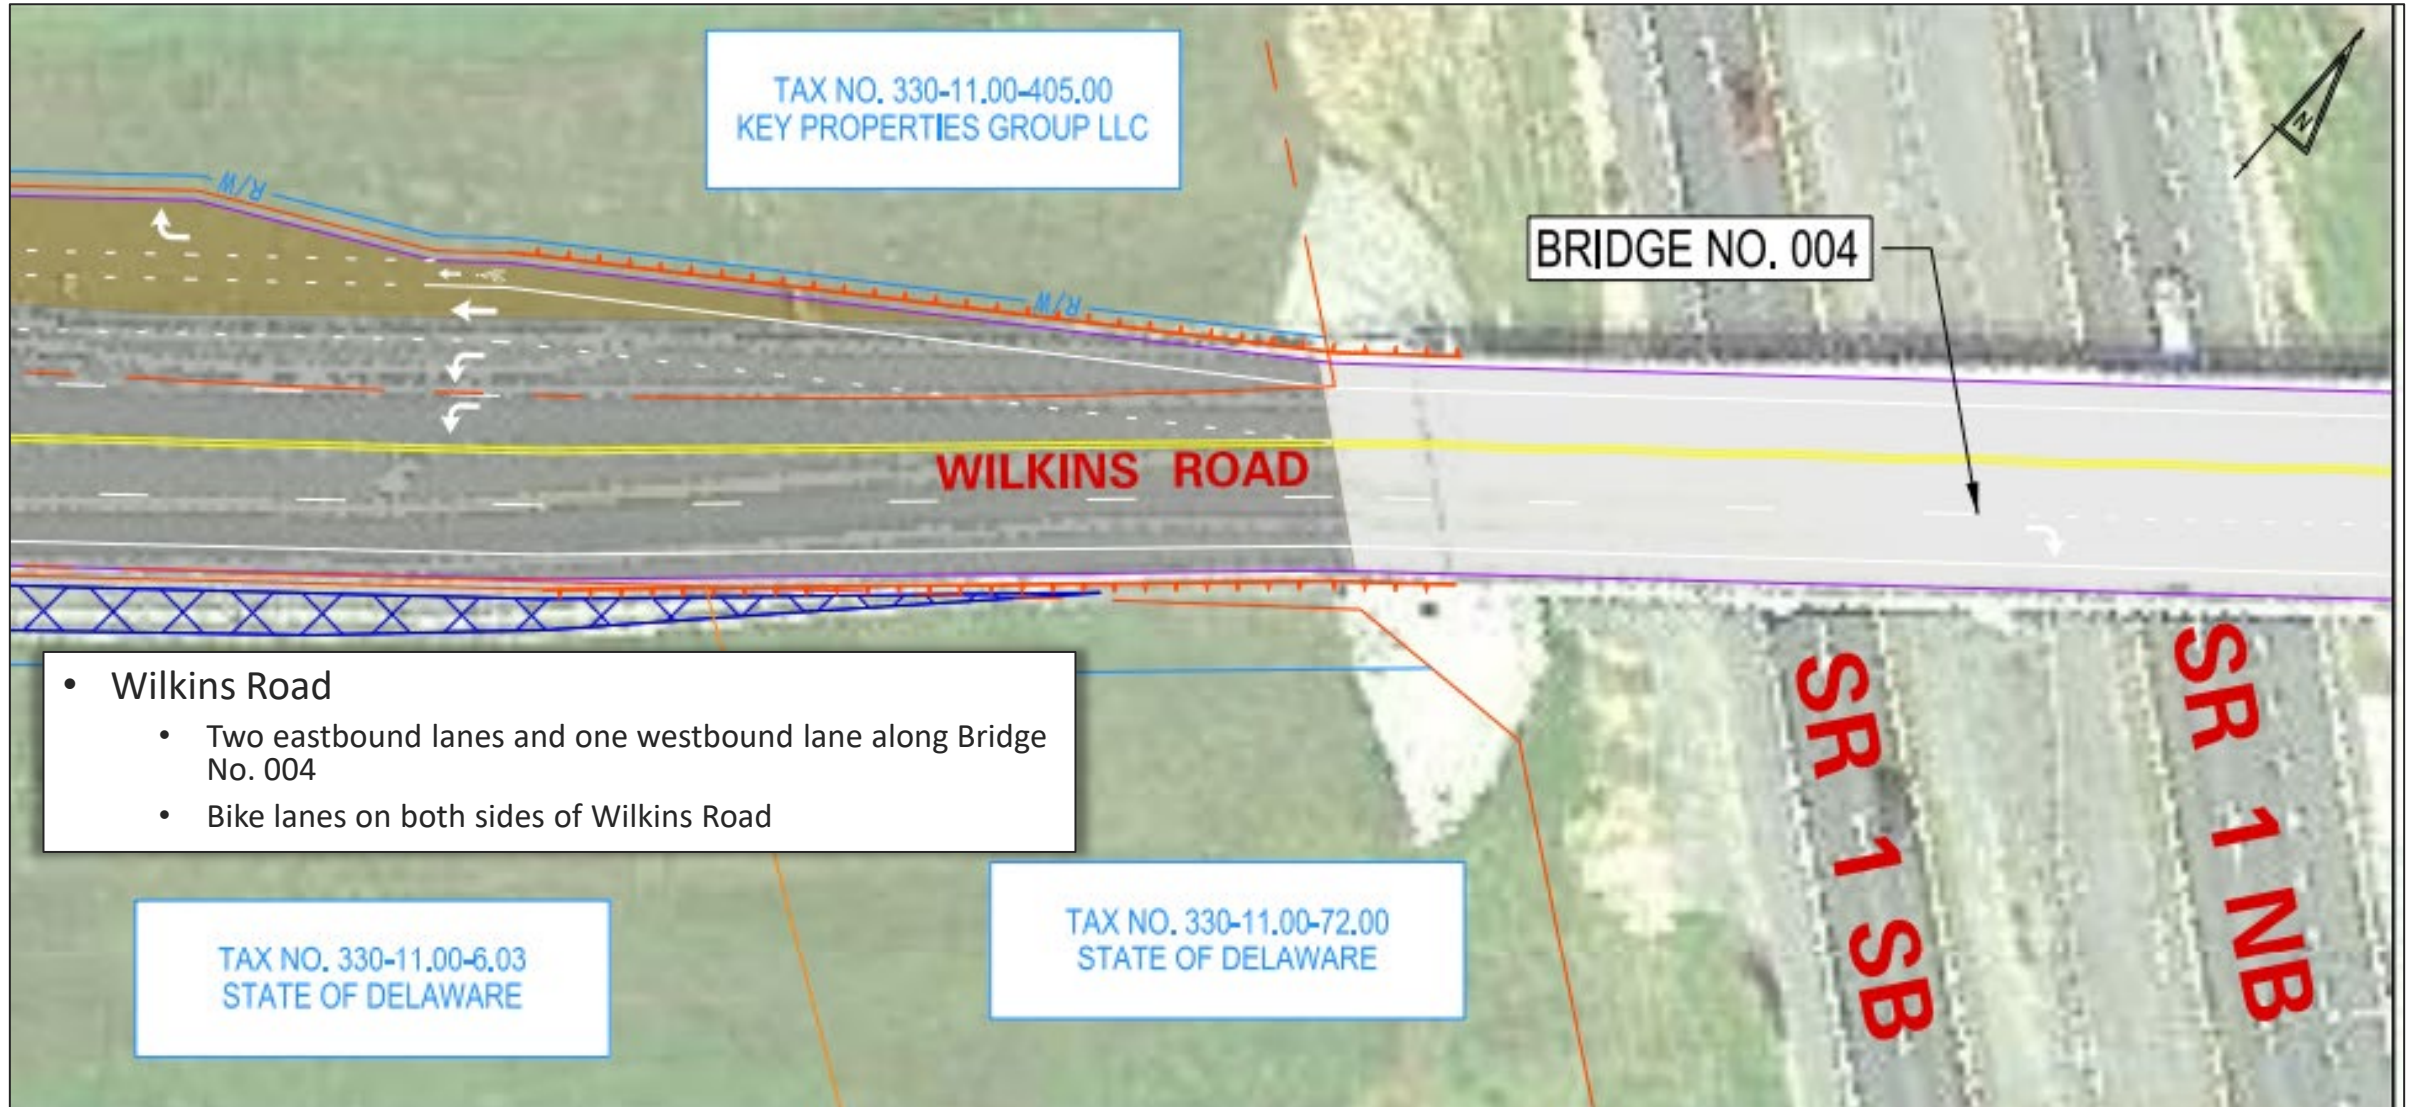 TAX NO. 330-11.00-405.00
KEY PROPERTIES GROUP LLC
N
R/W
BRIDGE NO. 004
R/W
WILKINS ROAD
• Wilkins Road
• Two eastbound lanes and one westbound lane along Bridge
No. 004
• Bike lanes on both sides of Wilkins Road
SR 1 SB
SR 1 NB
TAX NO. 330-11.00-6.03
STATE OF DELAWARE
TAX NO. 330-11.00-72.00
STATE OF DELAWARE